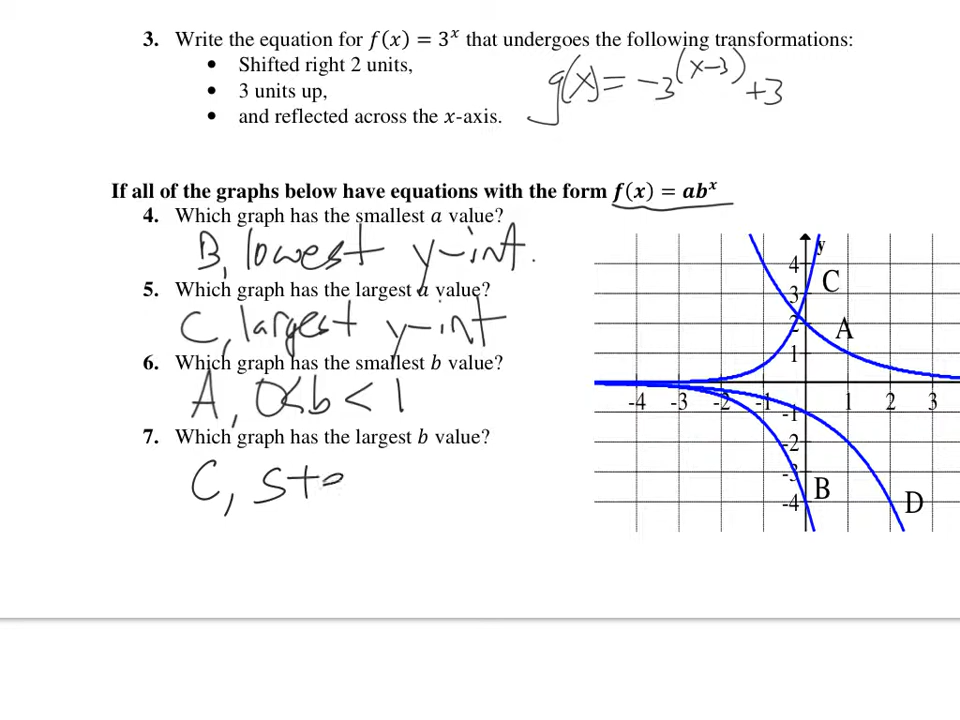 3. Write the equation for f(x) = 3ˣ that undergoes the following transformations:
• Shifted right 2 units,
• 3 units up,
• and reflected across the x-axis.
g(x) = -3^(x-3) +3
If all of the graphs below have equations with the form f(x) = abˣ
4. Which graph has the smallest a value?
B, lowest y-int.
5. Which graph has the largest a value?
C, largest y-int
6. Which graph has the smallest b value?
A, 0<b<1
7. Which graph has the largest b value?
C, ste
y
4
C
3
2
A
1
-4 -3 -2 -1 1 2 3
-1
-2
-3
B
-4
D